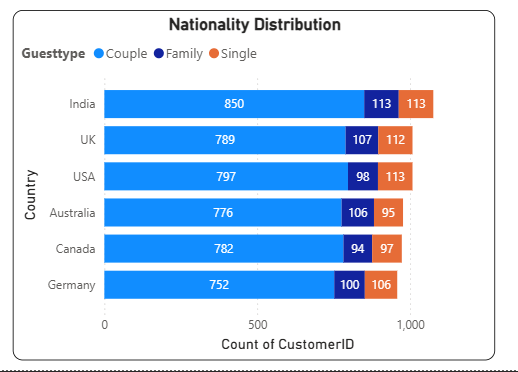 Nationality Distribution
Guesttype Couple Family Single
Country
India 850 113 113
UK 789 107 112
USA 797 98 113
Australia 776 106 95
Canada 782 94 97
Germany 752 100 106
0 500 1,000
Count of CustomerID